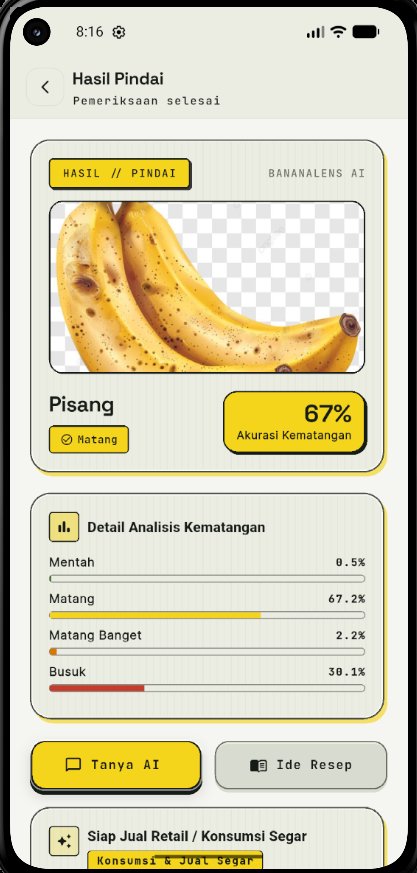 8:16
Hasil Pindai
Pemeriksaan selesai
HASIL // PINDAI
BANANALENS AI
Pisang
Matang
67%
Akurasi Kematangan
Detail Analisis Kematangan
Mentah 0.5%
Matang 67.2%
Matang Banget 2.2%
Busuk 30.1%
Tanya AI
Ide Resep
Siap Jual Retail / Konsumsi Segar
Konsumsi & Jual Segar